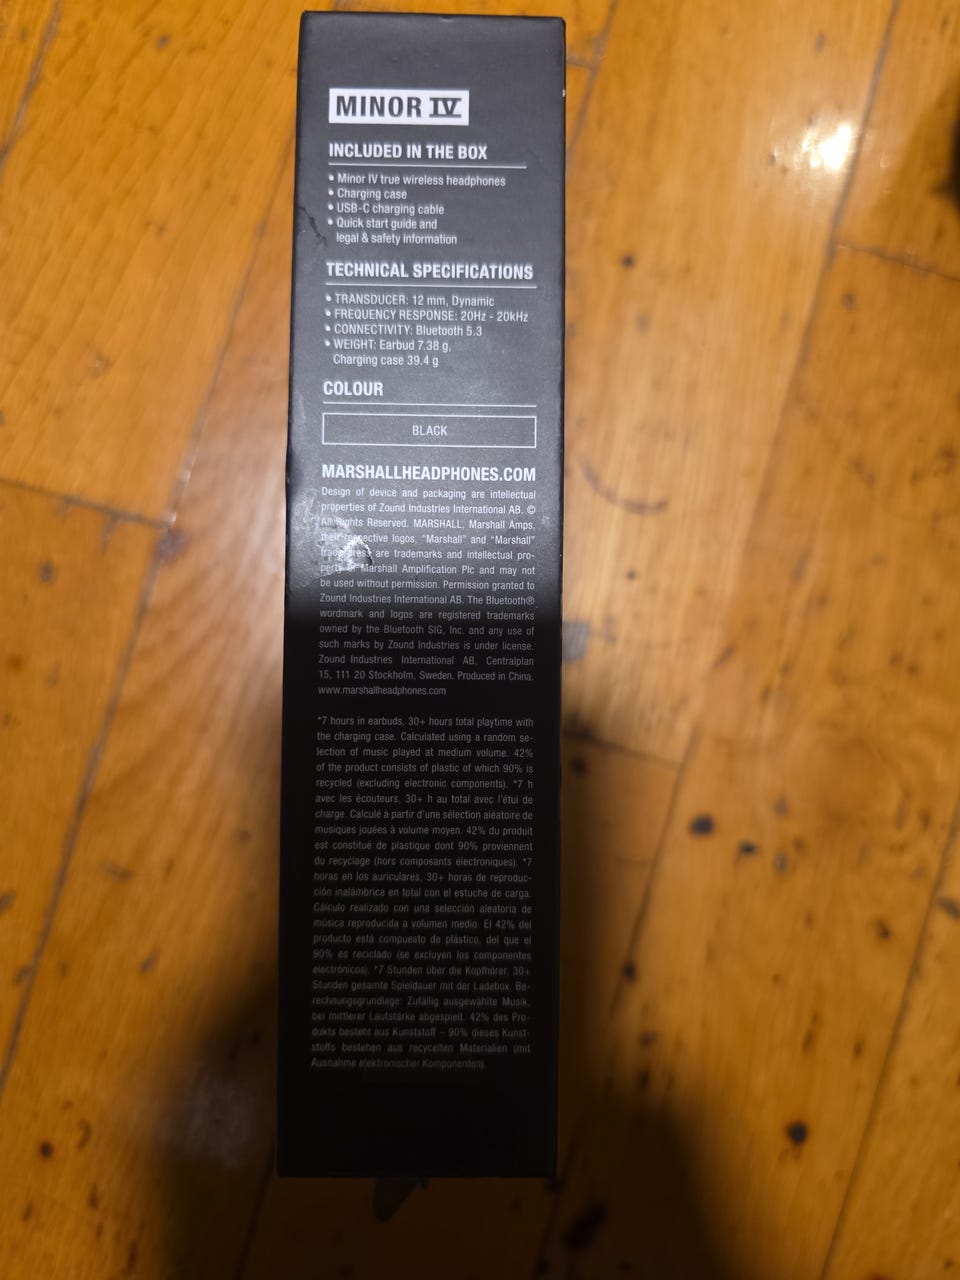 MINOR IV
INCLUDED IN THE BOX
• Minor IV true wireless headphones
• Charging case
• USB-C charging cable
• Quick start guide and
legal & safety information
TECHNICAL SPECIFICATIONS
• TRANSDUCER: 12 mm, Dynamic
• FREQUENCY RESPONSE: 20Hz - 20kHz
• CONNECTIVITY: Bluetooth 5.3
• WEIGHT: Earbud 7.38 g,
Charging case 39.4 g
COLOUR
BLACK
MARSHALLHEADPHONES.COM
Design of device and packaging are intellectual
properties of Zound Industries International AB. ©
All Rights Reserved. MARSHALL, Marshall Amps,
their respective logos, “Marshall” and “Marshall”
trade dress are trademarks and intellectual pro-
perty of Marshall Amplification Plc and may not
be used without permission. Permission granted to
Zound Industries International AB. The Bluetooth®
wordmark and logos are registered trademarks
owned by the Bluetooth SIG, Inc. and any use of
such marks by Zound Industries is under license.
Zound Industries International AB, Centralplan
15, 111 20 Stockholm, Sweden. Produced in China.
www.marshallheadphones.com
*7 hours in earbuds, 30+ hours total playtime with
the charging case. Calculated using a random se-
lection of music played at medium volume. 42%
of the product consists of plastic of which 90% is
recycled (excluding electronic components). *7 h
avec les écouteurs, 30+ h au total avec l'étui de
charge. Calculé à partir d'une sélection aléatoire de
musiques jouées à volume moyen. 42% du produit
est constitué de plastique dont 90% proviennent
du recyclage (hors composants électroniques). *7
horas en los auriculares, 30+ horas de reproduc-
ción inalámbrica en total con el estuche de carga.
Cálculo realizado con una selección aleatoria de
música reproducida a volumen medio. El 42% del
producto está compuesto de plástico, del que el
90% es reciclado (se excluyen los componentes
electrónicos). *7 Stunden über die Kopfhörer, 30+
Stunden gesamte Spieldauer mit der Ladebox. Be-
rechnungsgrundlage: Zufällig ausgewählte Musik,
bei mittlerer Lautstärke abgespielt. 42% des Pro-
dukts besteht aus Kunststoff – 90% dieses Kunst-
stoffs bestehen aus recycelten Materialien (mit
Ausnahme elektronischer Komponenten).